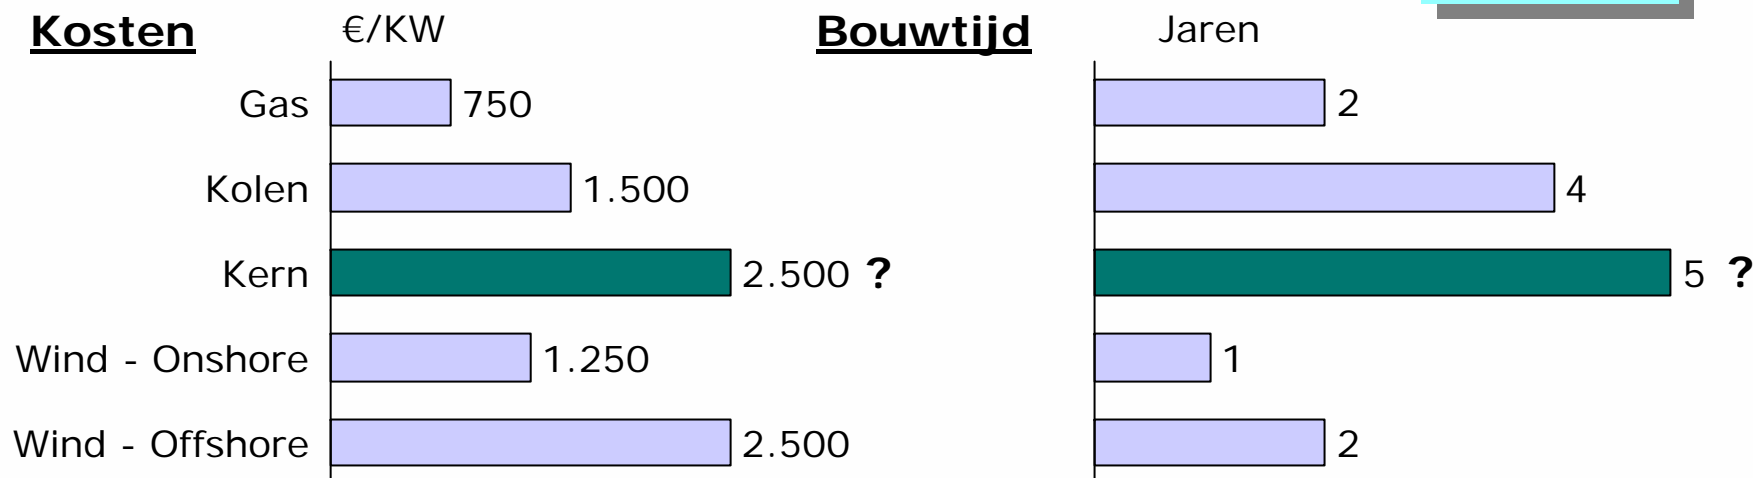 Kosten €/KW Bouwtijd Jaren
Gas 750 2
Kolen 1.500 4
Kern 2.500 ? 5 ?
Wind - Onshore 1.250 1
Wind - Offshore 2.500 2